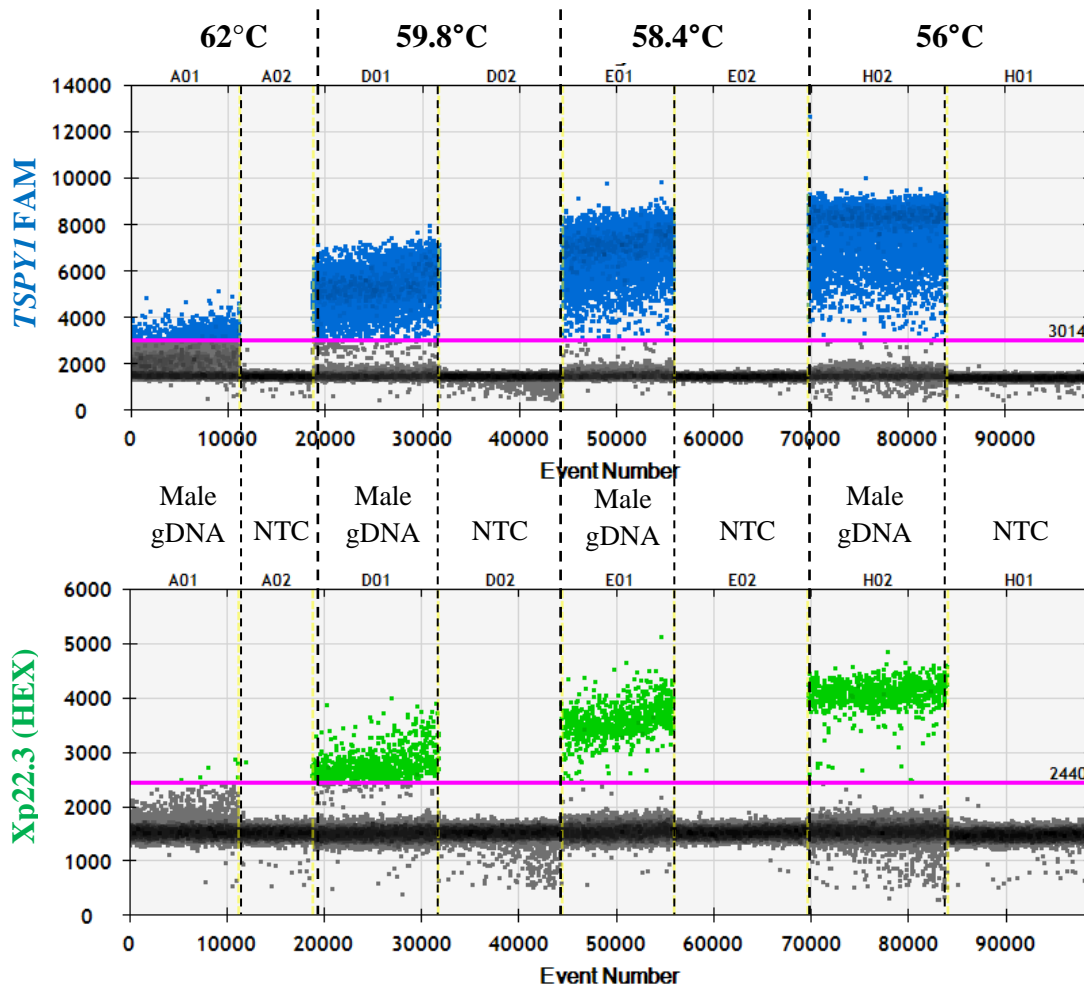 62°C 59.8°C 58.4°C 56°C
A01 A02 D01 D02 E01 E02 H02 H01
TSPY1 FAM
14000
12000
10000
8000
6000
4000
2000
0
3014
0 10000 20000 30000 40000 50000 60000 70000 80000 90000
Event Number
Male gDNA
NTC
Male gDNA
NTC
Male gDNA
NTC
Male gDNA
NTC
A01 A02 D01 D02 E01 E02 H02 H01
Xp22.3 (HEX)
6000
5000
4000
3000
2000
1000
0
2440
0 10000 20000 30000 40000 50000 60000 70000 80000 90000
Event Number